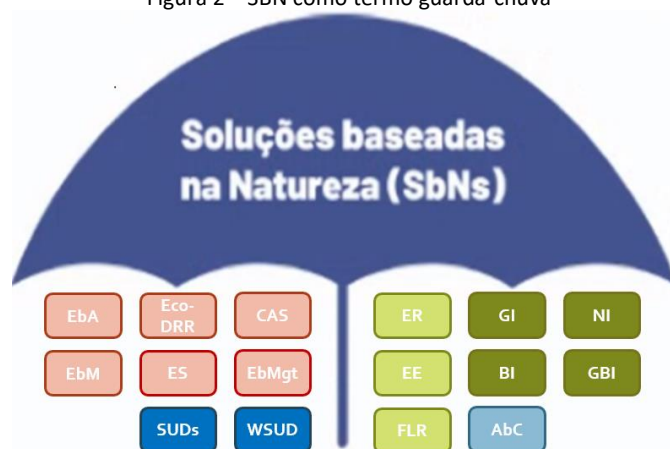 Figura 2 – SBN como termo guarda-chuva
Soluções baseadas
na Natureza (SbNs)
EbA
Eco-
DRR
CAS
ER
GI
NI
EbM
ES
EbMgt
EE
BI
GBI
SUDs
WSUD
FLR
AbC